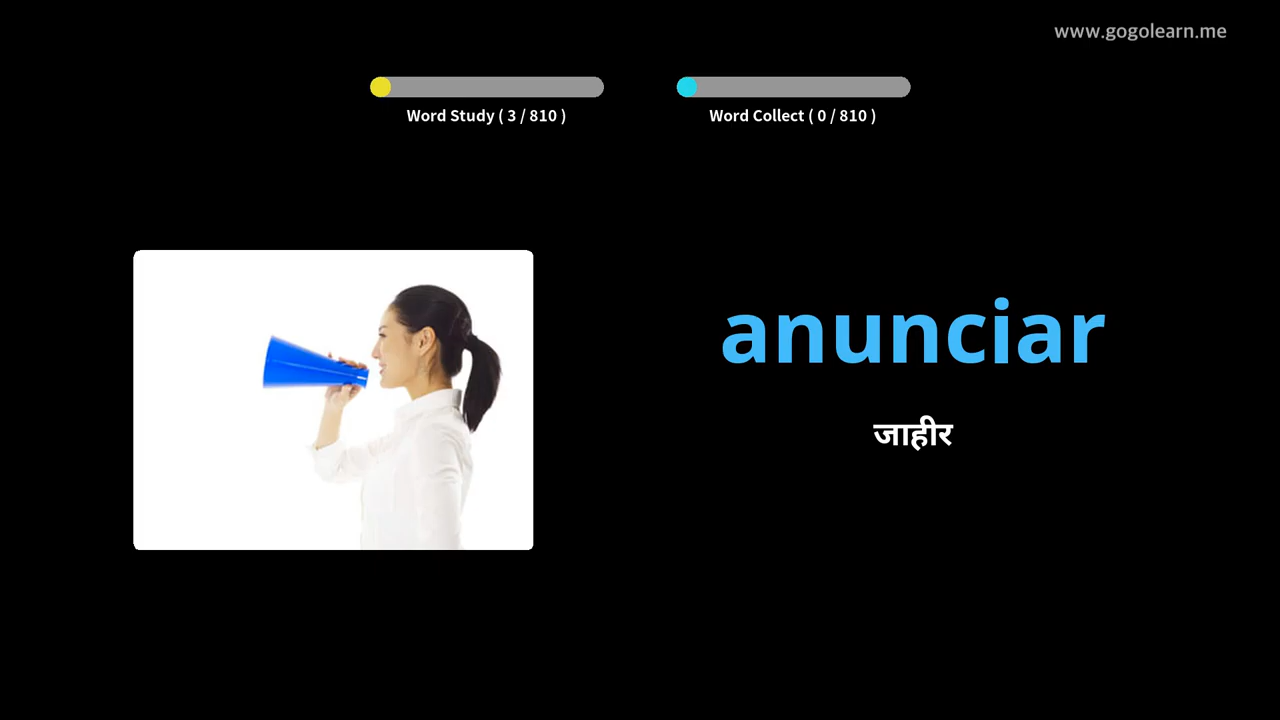 www.gogolearn.me
Word Study ( 3 / 810 )
Word Collect ( 0 / 810 )
anunciar
जाहीर